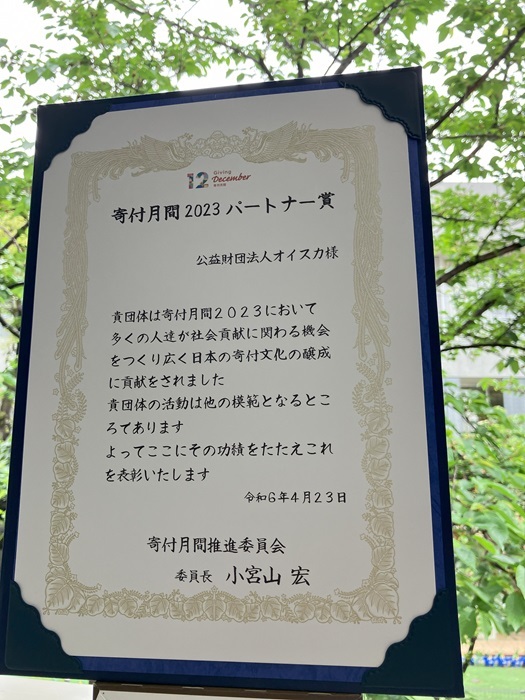 12 Giving December
寄付月間
寄付月間2023パートナー賞
公益財団法人オイスカ様
貴団体は寄付月間２０２３において
多くの人達が社会貢献に関わる機会
をつくり広く日本の寄付文化の醸成
に貢献をされました
貴団体の活動は他の模範となるとこ
ろであります
よってここにその功績をたたえこれ
を表彰いたします
令和６年４月２３日
寄付月間推進委員会
委員長 小宮山 宏